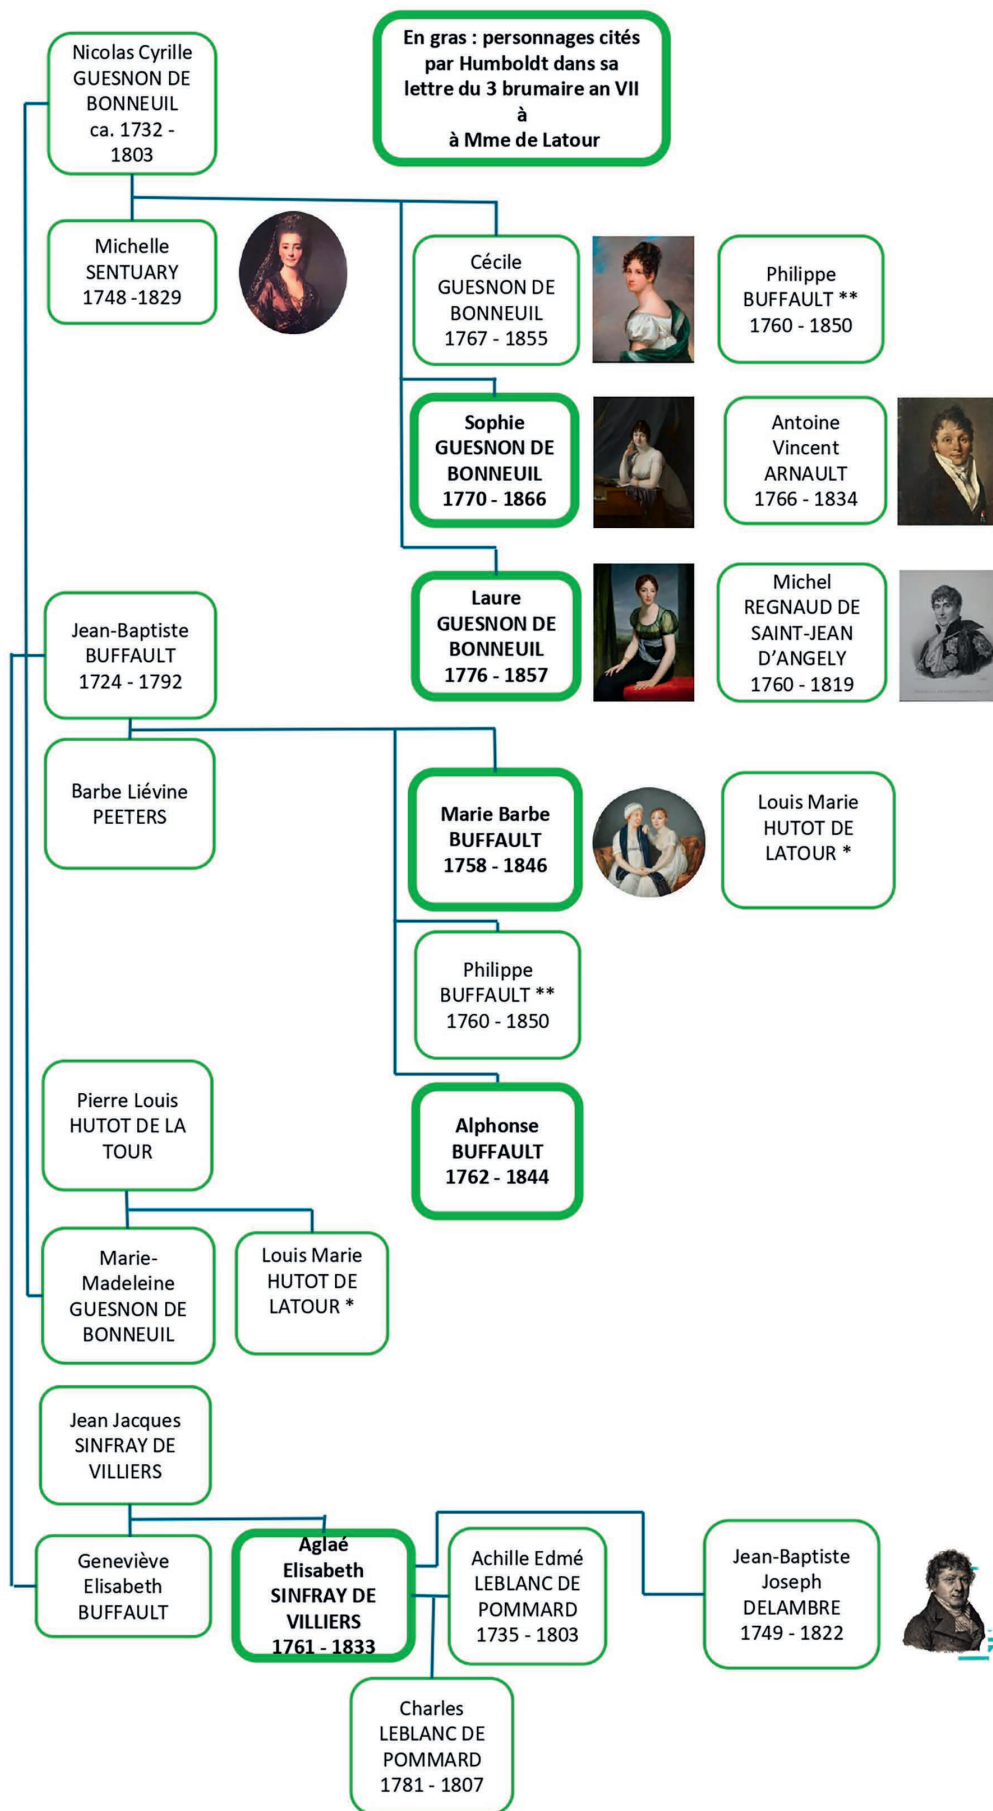 Nicolas Cyrille
GUESNON DE
BONNEUIL
ca. 1732 -
1803
En gras : personnages cités
par Humboldt dans sa
lettre du 3 brumaire an VII
à
à Mme de Latour
Michelle
SENTUARY
1748 -1829
Cécile
GUESNON DE
BONNEUIL
1767 - 1855
Philippe
BUFFAULT **
1760 - 1850
Sophie
GUESNON DE
BONNEUIL
1770 - 1866
Antoine
Vincent
ARNAULT
1766 - 1834
Laure
GUESNON DE
BONNEUIL
1776 - 1857
Michel
REGNAUD DE
SAINT-JEAN
D’ANGELY
1760 - 1819
Jean-Baptiste
BUFFAULT
1724 - 1792
Barbe Liévine
PEETERS
Marie Barbe
BUFFAULT
1758 - 1846
Louis Marie
HUTOT DE
LATOUR *
Philippe
BUFFAULT **
1760 - 1850
Alphonse
BUFFAULT
1762 - 1844
Pierre Louis
HUTOT DE LA
TOUR
Marie-
Madeleine
GUESNON DE
BONNEUIL
Louis Marie
HUTOT DE
LATOUR *
Jean Jacques
SINFRAY DE
VILLIERS
Geneviève
Elisabeth
BUFFAULT
Aglaé
Elisabeth
SINFRAY DE
VILLIERS
1761 - 1833
Achille Edmé
LEBLANC DE
POMMARD
1735 - 1803
Jean-Baptiste
Joseph
DELAMBRE
1749 - 1822
Charles
LEBLANC DE
POMMARD
1781 - 1807